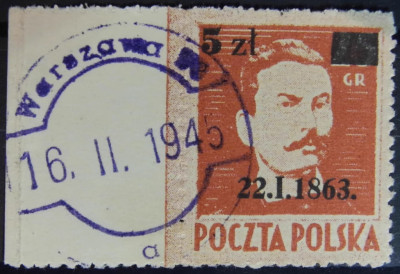 Warszawa
16. II. 1945
a
5 zł
GR
22.I.1863.
POCZTA POLSKA